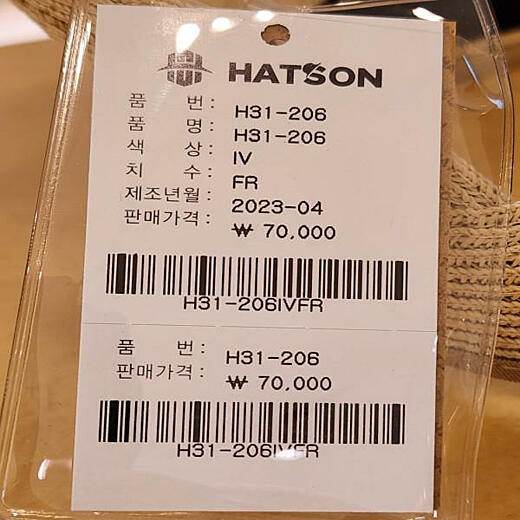 HATSON
품 번 : H31-206
품 명 : H31-206
색 상 : IV
치 수 : FR
제조년월 : 2023-04
판매가격 : ₩ 70,000
H31-206IVFR
품 번 : H31-206
판매가격 : ₩ 70,000
H31-206IVFR